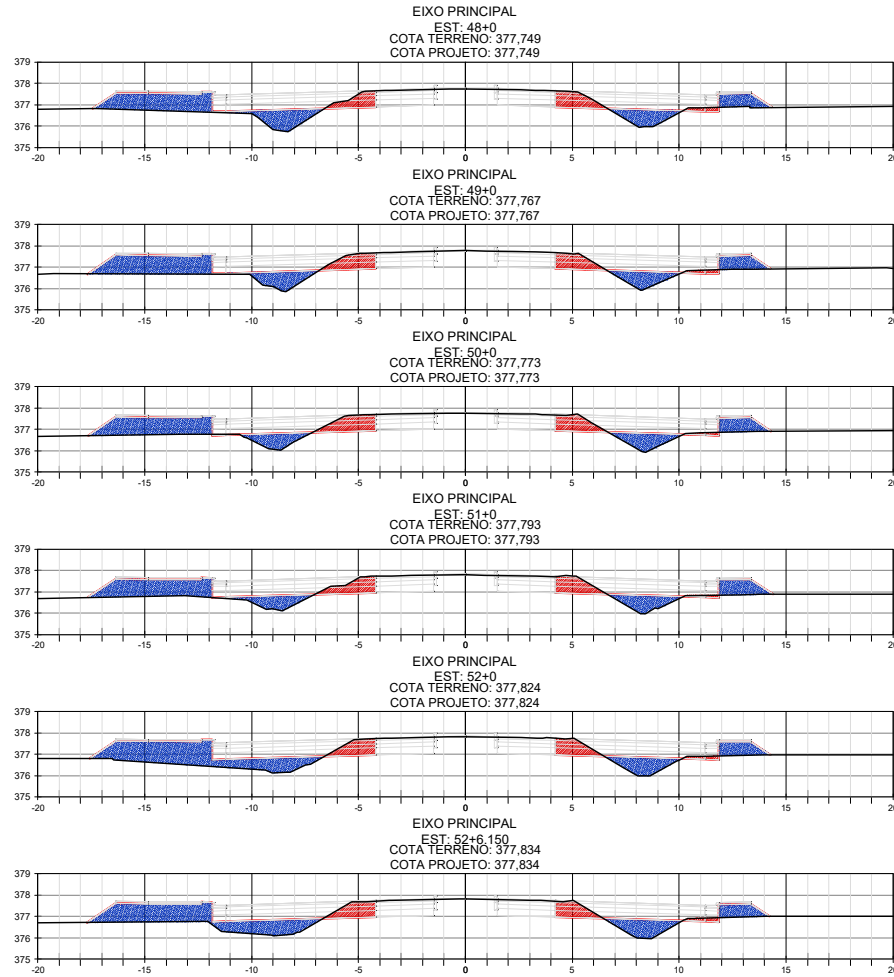 EIXO PRINCIPAL
EST: 48+0
COTA TERRENO: 377,749
COTA PROJETO: 377,749
379
378
377
376
375
-20 -15 -10 -5 0 5 10 15 20
EIXO PRINCIPAL
EST: 49+0
COTA TERRENO: 377,767
COTA PROJETO: 377,767
379
378
377
376
375
-20 -15 -10 -5 0 5 10 15 20
EIXO PRINCIPAL
EST: 50+0
COTA TERRENO: 377,773
COTA PROJETO: 377,773
379
378
377
376
375
-20 -15 -10 -5 0 5 10 15 20
EIXO PRINCIPAL
EST: 51+0
COTA TERRENO: 377,793
COTA PROJETO: 377,793
379
378
377
376
375
-20 -15 -10 -5 0 5 10 15 20
EIXO PRINCIPAL
EST: 52+0
COTA TERRENO: 377,824
COTA PROJETO: 377,824
379
378
377
376
375
-20 -15 -10 -5 0 5 10 15 20
EIXO PRINCIPAL
EST: 52+6.150
COTA TERRENO: 377,834
COTA PROJETO: 377,834
379
378
377
376
375
-20 -15 -10 -5 0 5 10 15 20